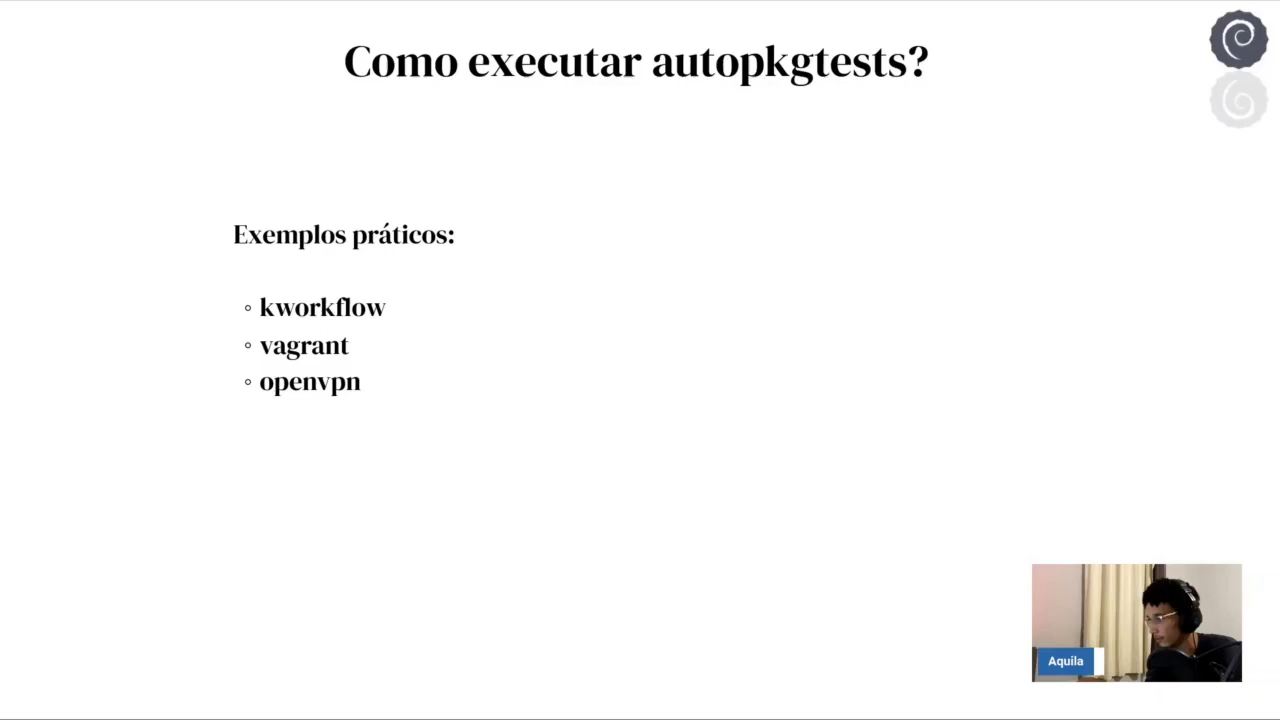 Como executar autopkgtests?
Exemplos práticos:
◦ kworkflow
◦ vagrant
◦ openvpn
Aquila